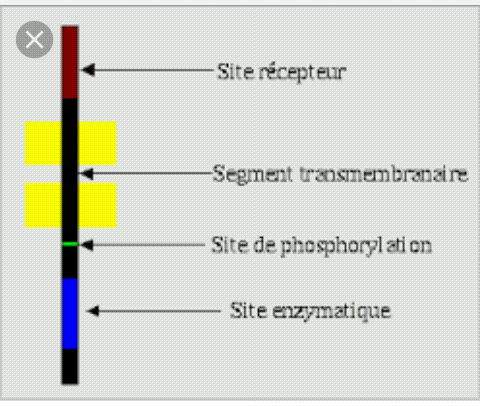 Site récepteur
Segment transmembranaire
Site de phosphorylation
Site enzymatique